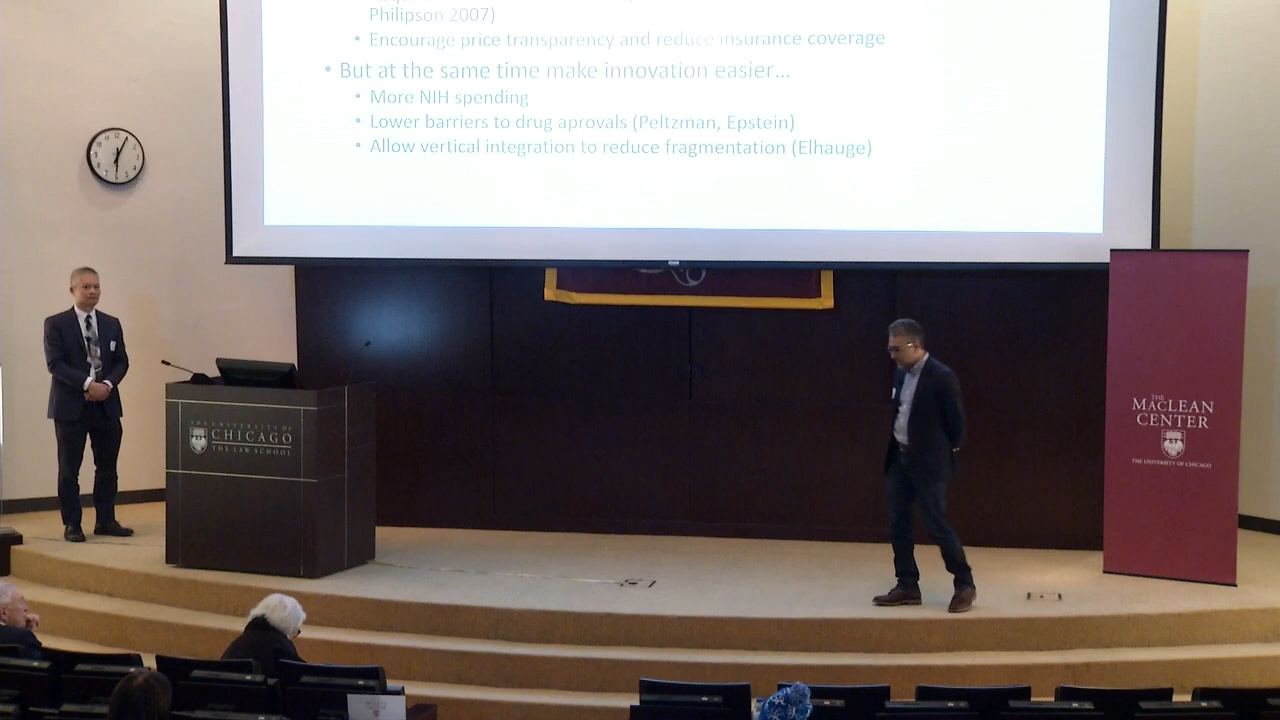 Philipson 2007)
• Encourage price transparency and reduce insurance coverage
• But at the same time make innovation easier...
• More NIH spending
• Lower barriers to drug aprovals (Peltzman, Epstein)
• Allow vertical integration to reduce fragmentation (Elhauge)
THE UNIVERSITY OF
CHICAGO
THE LAW SCHOOL
THE
MACLEAN
CENTER
THE UNIVERSITY OF CHICAGO